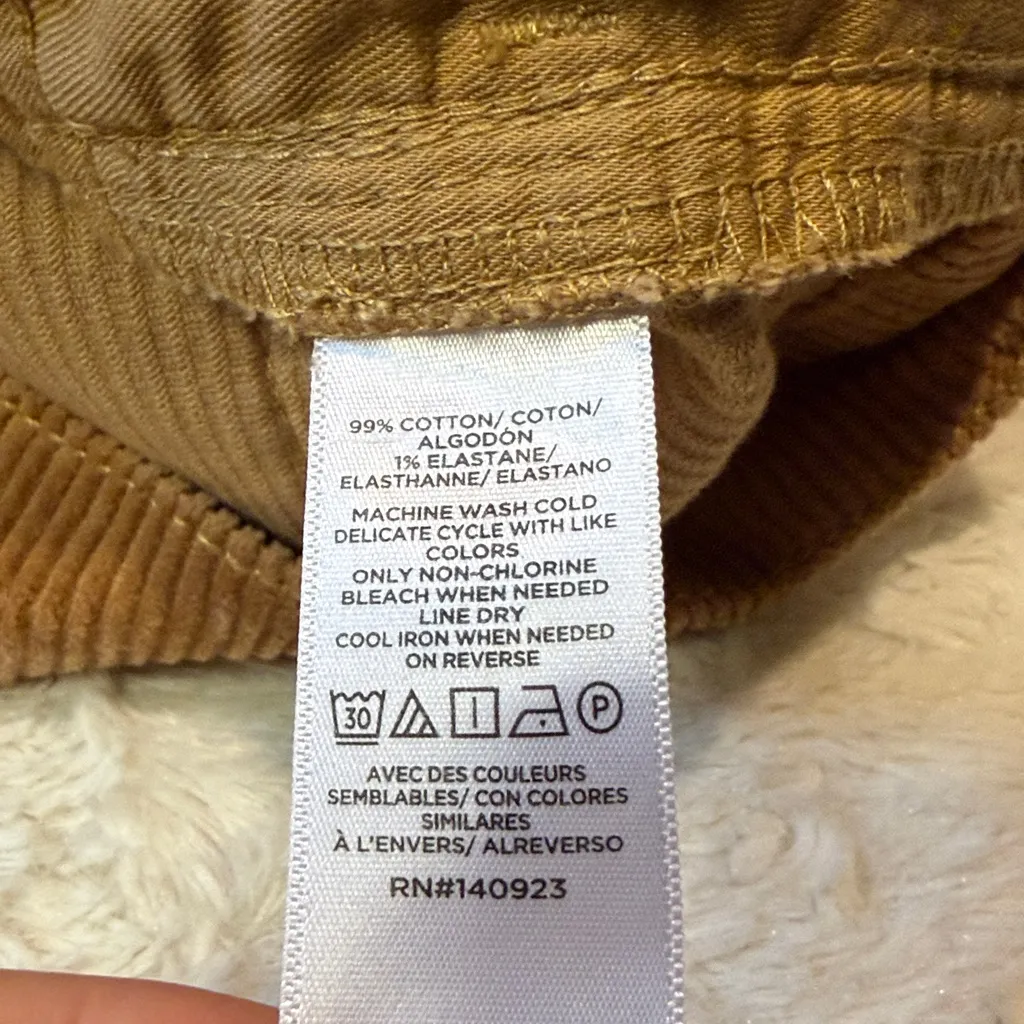 99% COTTON/ COTON/
ALGODÓN
1% ELASTANE/
ELASTHANNE/ ELASTANO
MACHINE WASH COLD
DELICATE CYCLE WITH LIKE
COLORS
ONLY NON-CHLORINE
BLEACH WHEN NEEDED
LINE DRY
COOL IRON WHEN NEEDED
ON REVERSE
30 P
AVEC DES COULEURS
SEMBLABLES/ CON COLORES
SIMILARES
À L'ENVERS/ ALREVERSO
RN#140923